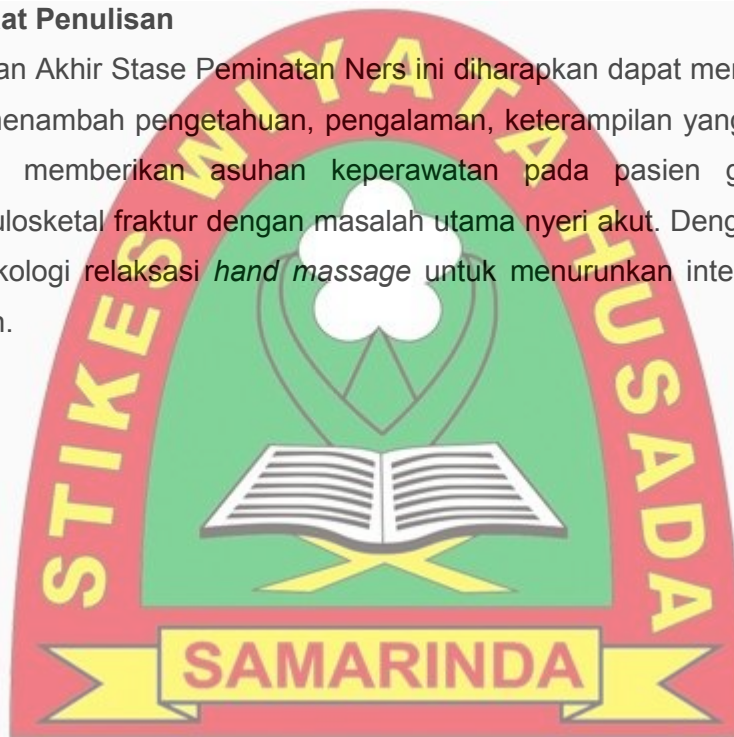 at Penulisan
an Akhir Stase Peminatan Ners ini diharapkan dapat mer
menambah pengetahuan, pengalaman, keterampilan yang
memberikan asuhan keperawatan pada pasien g
ulosketal fraktur dengan masalah utama nyeri akut. Deng
kologi relaksasi hand massage untuk menurunkan inte
n.
STIKES WIYATA HUSADA
SAMARINDA